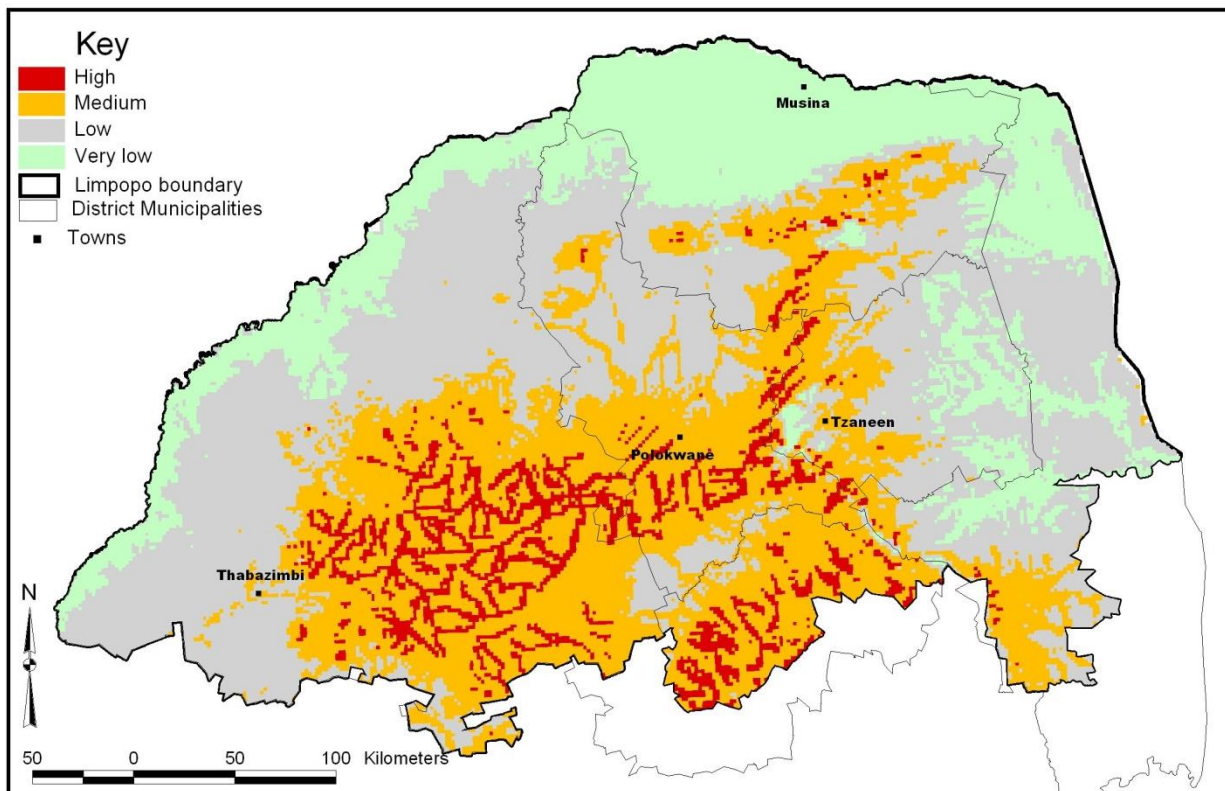 Key
High
Medium
Low
Very low
Limpopo boundary
District Municipalities
Towns
Musina
Tzaneen
Polokwane
Thabazimbi
N
50 0 50 100 Kilometers